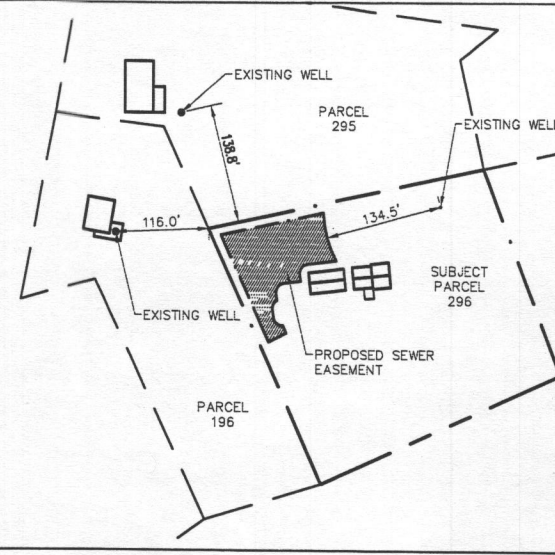 EXISTING WELL
PARCEL
295
EXISTING WELL
138.8'
116.0'
134.5'
SUBJECT
PARCEL
296
EXISTING WELL
PROPOSED SEWER
EASEMENT
PARCEL
196